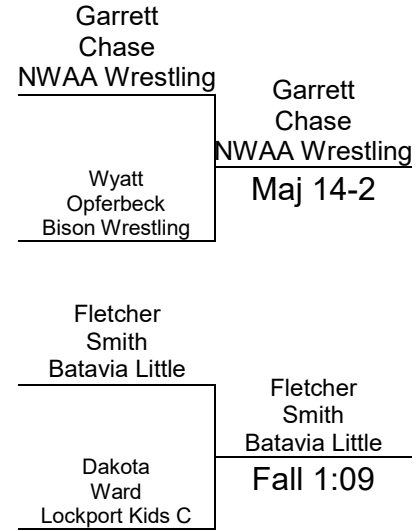 Garrett
Chase
NWAA Wrestling
Garrett
Chase
NWAA Wrestling
Maj 14-2
Wyatt
Opferbeck
Bison Wrestling
Fletcher
Smith
Batavia Little
Fletcher
Smith
Batavia Little
Fall 1:09
Dakota
Ward
Lockport Kids C